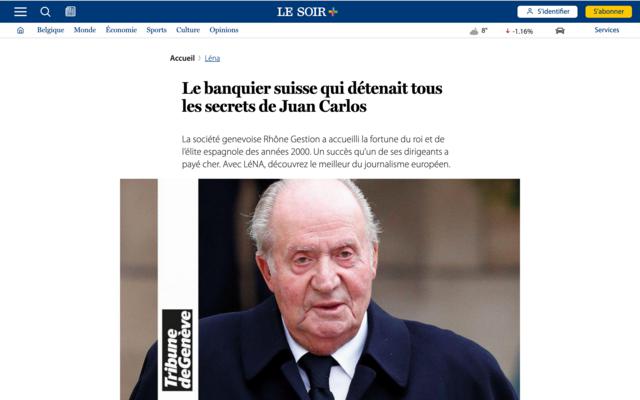 LE SOIR
S'identifier
S'abonner
Belgique Monde Économie Sports Culture Opinions
8° -1.16% Services
Accueil Léna
Le banquier suisse qui détenait tous
les secrets de Juan Carlos
La société genevoise Rhône Gestion a accueilli la fortune du roi et de
l'élite espagnole des années 2000. Un succès qu'un de ses dirigeants a
payé cher. Avec LéNA, découvrez le meilleur du journalisme européen.
Tribune
de Genève